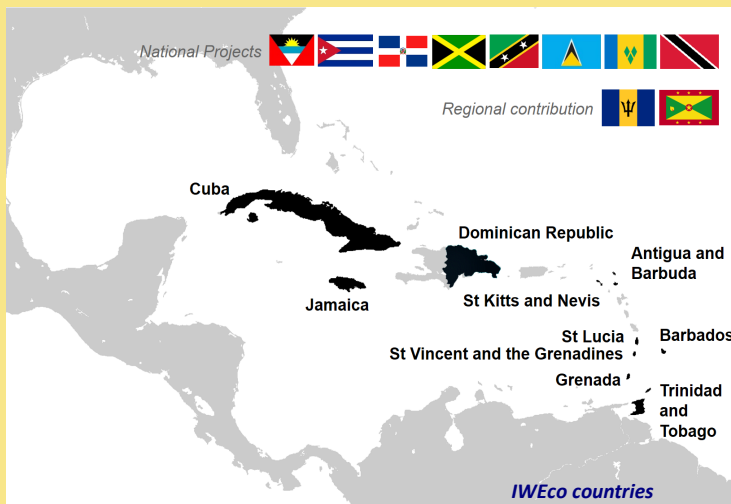 National Projects
Regional contribution
Cuba
Dominican Republic
Antigua and
Barbuda
Jamaica
St Kitts and Nevis
St Lucia
Barbados
St Vincent and the Grenadines
Grenada
Trinidad
and
Tobago
IWEco countries